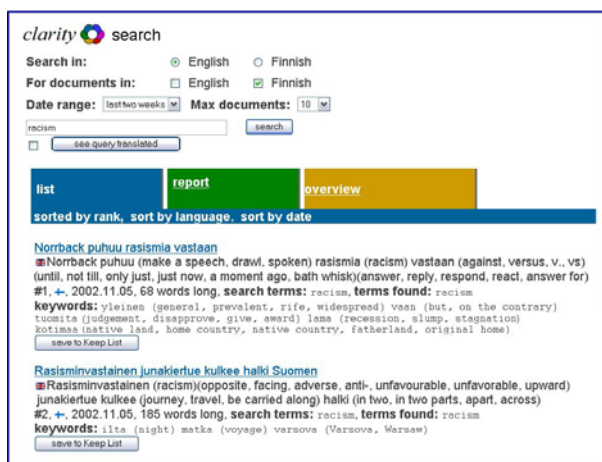 clarity search
Search in: English Finnish
For documents in: English Finnish
Date range: last two weeks Max documents: 10
racism search
see query translated
list report overview
sorted by rank, sort by language, sort by date
Norrback puhuu rasismia vastaan
Norrback puhuu (make a speech, drawl, spoken) rasismia (racism) vastaan (against, versus, v., vs)
(until, not till, only just, just now, a moment ago, bath whisk)(answer, reply, respond, react, answer for)
#1, 2002.11.05, 68 words long, search terms: racism, terms found: racism
keywords: yleinen (general, prevalent, rife, widespread) vaan (but, on the contrary)
tuomita (judgement, disapprove, give, award) lama (recession, slump, stagnation)
kotimaa (native land, home country, native country, fatherland, original home)
save to Keep List
Rasisminvastainen junakiertue kulkee halki Suomen
Rasisminvastainen (racism)(opposite, facing, adverse, anti-, unfavourable, unfavorable, upward)
junakiertue kulkee (journey, travel, be carried along) halki (in two, in two parts, apart, across)
#2, 2002.11.05, 185 words long, search terms: racism, terms found: racism
keywords: ilta (night) matka (voyage) varsova (Varsova, Warsaw)
save to Keep List